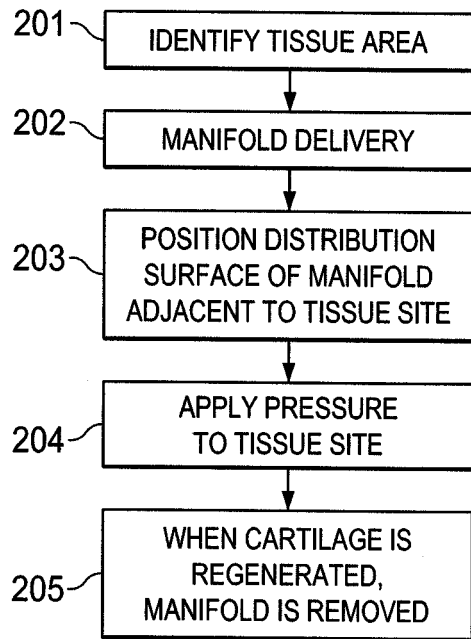 201
IDENTIFY TISSUE AREA
202
MANIFOLD DELIVERY
203
POSITION DISTRIBUTION
SURFACE OF MANIFOLD
ADJACENT TO TISSUE SITE
204
APPLY PRESSURE
TO TISSUE SITE
205
WHEN CARTILAGE IS
REGENERATED,
MANIFOLD IS REMOVED